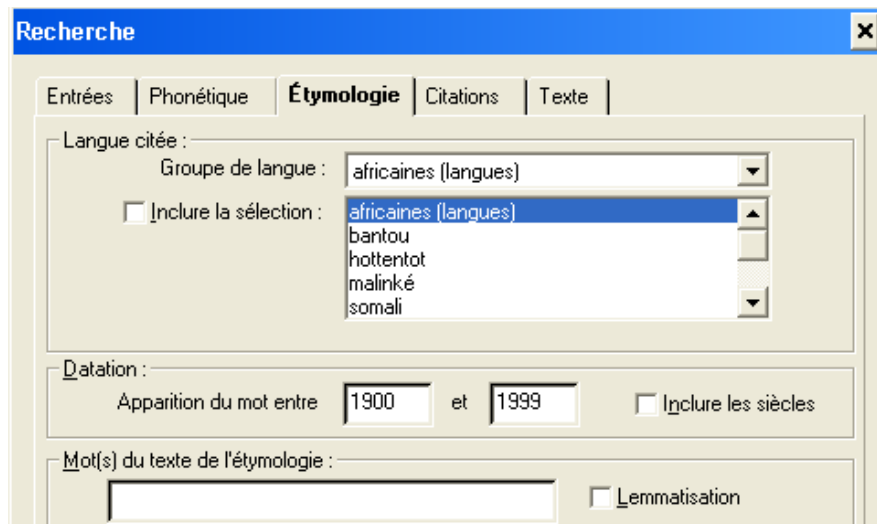 Recherche
Entrées Phonétique Étymologie Citations Texte
Langue citée :
Groupe de langue : africaines (langues)
Inclure la sélection : africaines (langues)
bantou
hottentot
malinké
somali
Datation :
Apparition du mot entre 1900 et 1999 Inclure les siècles
Mot(s) du texte de l'étymologie :
Lemmatisation